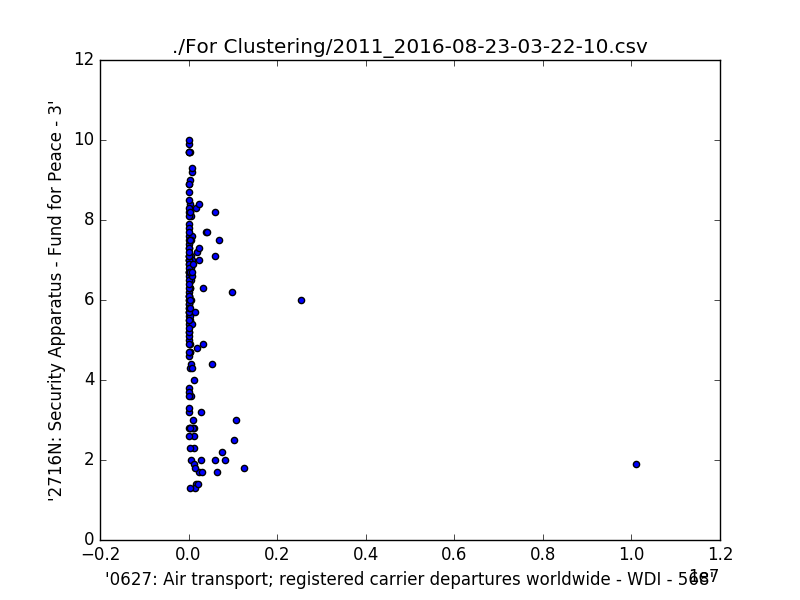 ./For Clustering/2011_2016-08-23-03-22-10.csv
12
10
8
6
4
2
0
'2716N: Security Apparatus - Fund for Peace - 3'
−0.2 0.0 0.2 0.4 0.6 0.8 1.0 1.2
1e7
'0627: Air transport; registered carrier departures worldwide - WDI - 568'